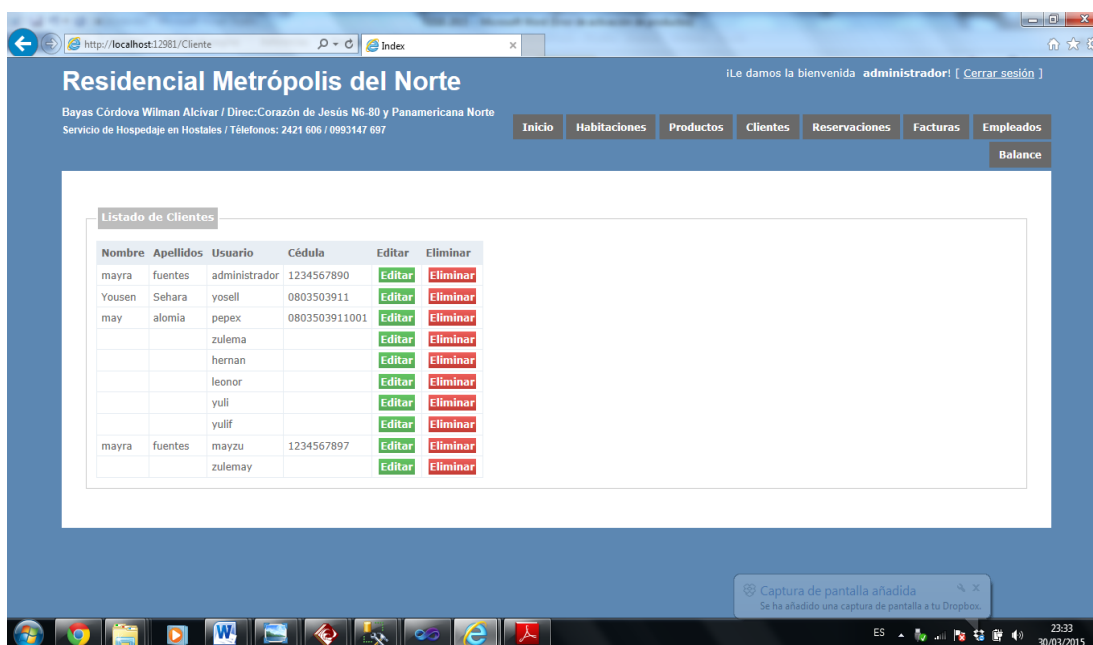 http://localhost:12981/Cliente
Index
Residencial Metrópolis del Norte
¡Le damos la bienvenida administrador! [ Cerrar sesión ]
Bayas Córdova Wilman Alcívar / Direc:Corazón de Jesús N6-80 y Panamericana Norte
Servicio de Hospedaje en Hostales / Télefonos: 2421 606 / 0993147 697
Inicio Habitaciones Productos Clientes Reservaciones Facturas Empleados
Balance
Listado de Clientes
Nombre Apellidos Usuario Cédula Editar Eliminar
mayra fuentes administrador 1234567890 Editar Eliminar
Yousen Sehara yosell 0803503911 Editar Eliminar
may alomia pepex 0803503911001 Editar Eliminar
zulema Editar Eliminar
hernan Editar Eliminar
leonor Editar Eliminar
yuli Editar Eliminar
yulif Editar Eliminar
mayra fuentes mayzu 1234567897 Editar Eliminar
zulemay Editar Eliminar
Captura de pantalla añadida
Se ha añadido una captura de pantalla a tu Dropbox.
ES
23:33
30/03/2015